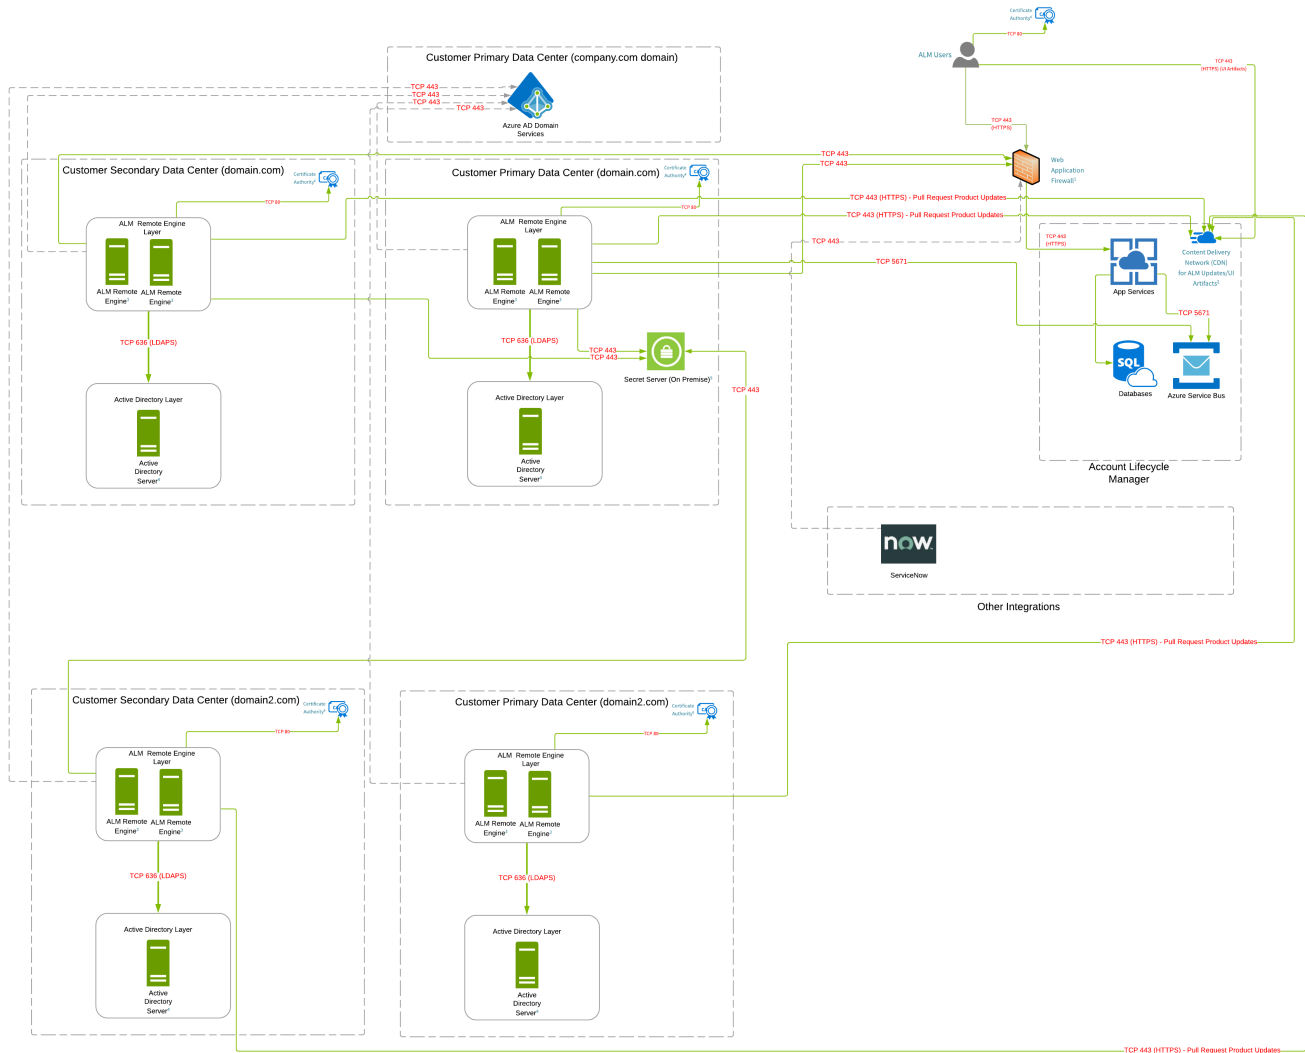 Certificate
Authority⁴
TCP 80
ALM Users
TCP 443
(HTTPS) (UI Artifacts)
Customer Primary Data Center (company.com domain)
TCP 443
TCP 443
TCP 443
TCP 443
Azure AD Domain
Services
TCP 443
(HTTPS)
Web
Application
Firewall¹
TCP 443
TCP 443
Customer Secondary Data Center (domain.com)
Certificate
Authority⁴
TCP 80
ALM Remote Engine
Layer
ALM Remote
Engine
ALM Remote
Engine
TCP 636 (LDAPS)
Active Directory Layer
Active
Directory
Server
Customer Primary Data Center (domain.com)
Certificate
Authority⁴
TCP 80
ALM Remote Engine
Layer
ALM Remote
Engine
ALM Remote
Engine
TCP 636 (LDAPS)
TCP 443
TCP 443
Secret Server (On Premise)
Active Directory Layer
Active
Directory
Server
TCP 443 (HTTPS) - Pull Request Product Updates
TCP 443 (HTTPS) - Pull Request Product Updates
TCP 443
TCP 5671
TCP 443
TCP 443
(HTTPS)
App Services
Content Delivery
Network (CDN)
for ALM Updates/UI
Artifacts²
TCP 5671
SQL
Databases
Azure Service Bus
Account Lifecycle
Manager
now
ServiceNow
Other Integrations
TCP 443 (HTTPS) - Pull Request Product Updates
Customer Secondary Data Center (domain2.com)
Certificate
Authority⁴
TCP 80
ALM Remote Engine
Layer
ALM Remote
Engine
ALM Remote
Engine
TCP 636 (LDAPS)
Active Directory Layer
Active
Directory
Server
Customer Primary Data Center (domain2.com)
Certificate
Authority⁴
TCP 80
ALM Remote Engine
Layer
ALM Remote
Engine
ALM Remote
Engine
TCP 636 (LDAPS)
Active Directory Layer
Active
Directory
Server
TCP 443 (HTTPS) - Pull Request Product Updates